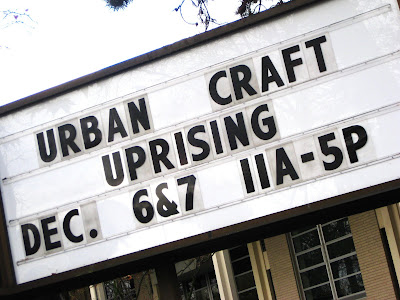 URBAN CRAFT
UPRISING
DEC. 6&7 11A-5P